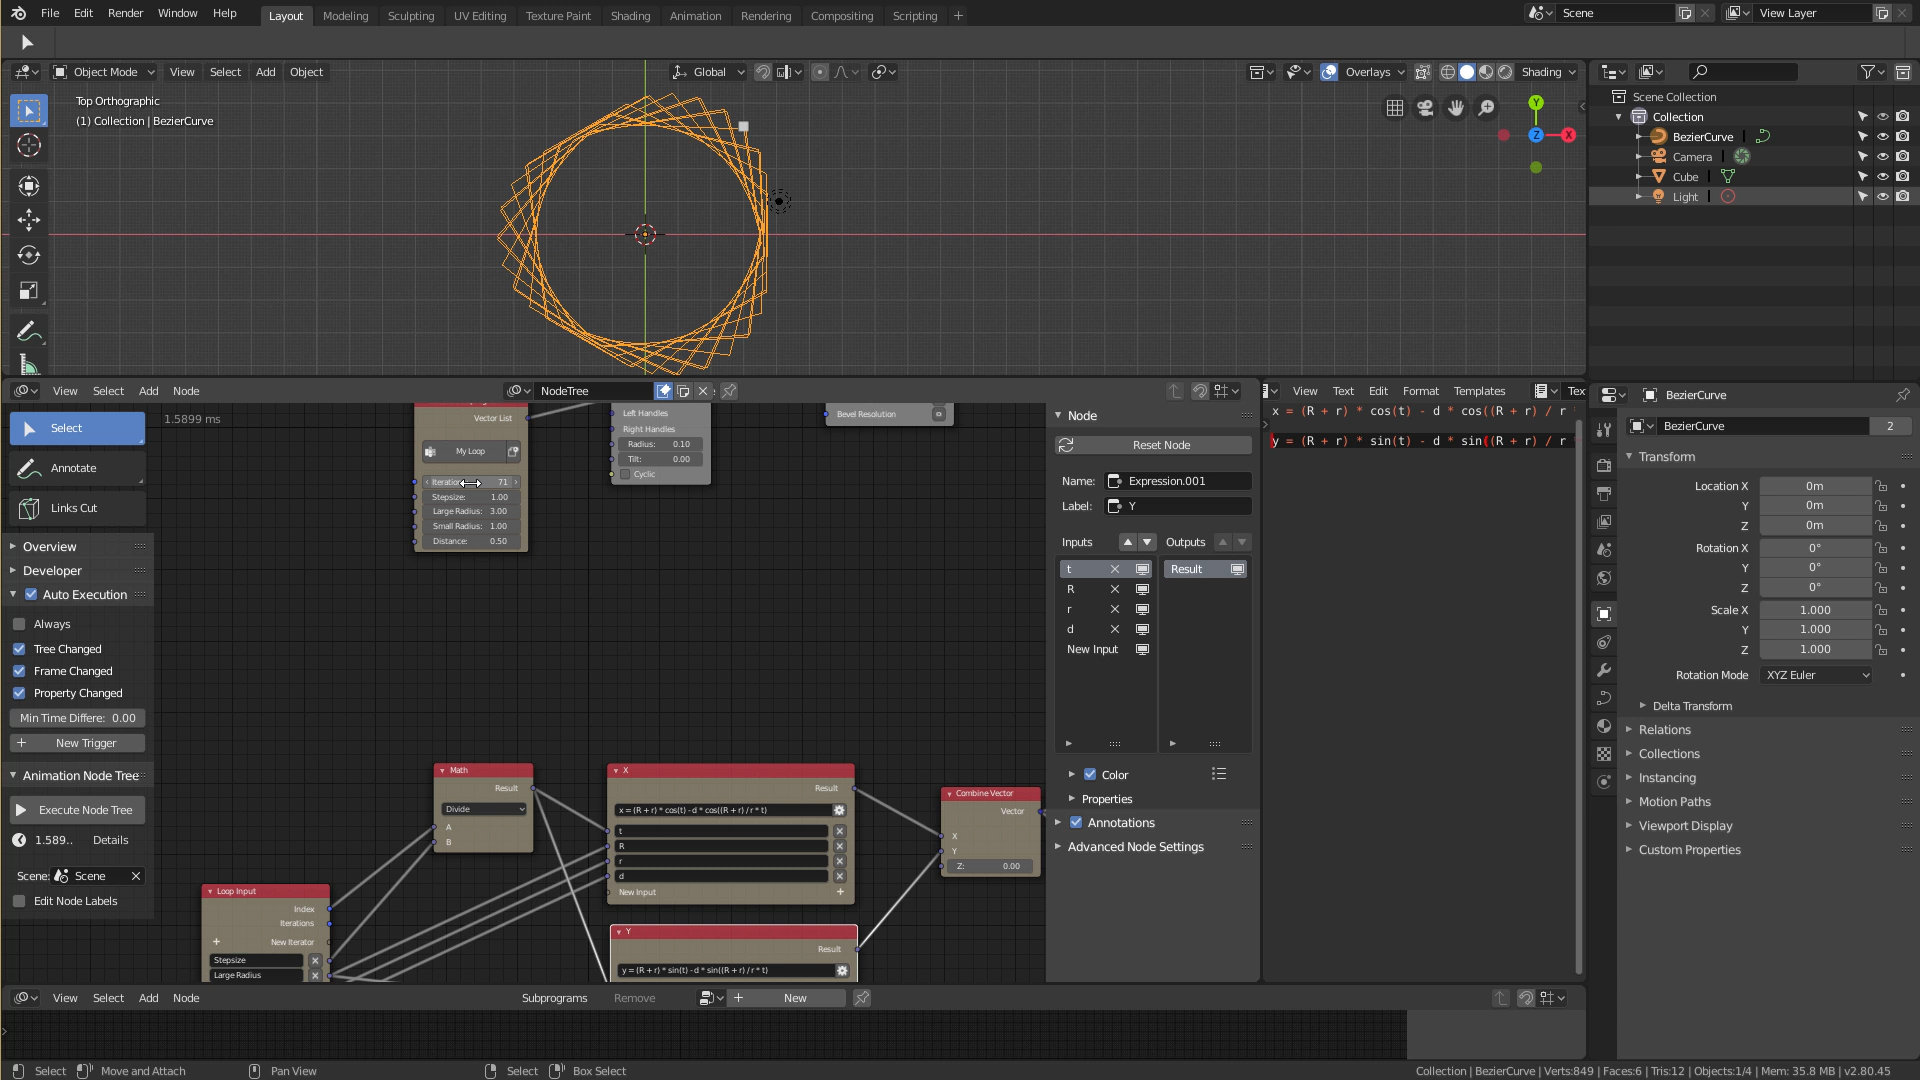 File Edit Render Window Help Layout Modeling Sculpting UV Editing Texture Paint Shading Animation Rendering Compositing Scripting + Scene View Layer
Object Mode View Select Add Object Global Overlays Shading
Top Orthographic
(1) Collection | BezierCurve
Y
Z
X
Scene Collection
Collection
BezierCurve
Camera
Cube
Light
View Select Add Node NodeTree
Select
Annotate
Links Cut
Overview
Developer
Auto Execution
Always
Tree Changed
Frame Changed
Property Changed
Min Time Differe: 0.00
New Trigger
Animation Node Tree
Execute Node Tree
1.589.. Details
Scene: Scene
Edit Node Labels
1.5899 ms
Vector List
My Loop
71
Stepsize: 1.00
Large Radius: 3.00
Small Radius: 1.00
Distance: 0.50
Left Handles
Right Handles
Radius: 0.10
Tilt: 0.00
Cyclic
Bevel Resolution
Math
Result
Divide
A
B
X
Result
x = (R + r) * cos(t) - d * cos((R + r) / r * t)
t
R
r
d
New Input
Combine Vector
Vector
X
Y
Z: 0.00
Loop Input
Index
Iterations
New Iterator
Stepsize
Large Radius
Y
Result
y = (R + r) * sin(t) - d * sin((R + r) / r * t)
Node
Reset Node
Name: Expression.001
Label: Y
Inputs Outputs
t Result
R
r
d
New Input
Color
Properties
Annotations
Advanced Node Settings
View Text Edit Format Templates Tex
x = (R + r) * cos(t) - d * cos((R + r) / r
y = (R + r) * sin(t) - d * sin((R + r) / r
BezierCurve
BezierCurve 2
Transform
Location X 0m
Y 0m
Z 0m
Rotation X 0°
Y 0°
Z 0°
Scale X 1.000
Y 1.000
Z 1.000
Rotation Mode XYZ Euler
Delta Transform
Relations
Collections
Instancing
Motion Paths
Viewport Display
Custom Properties
View Select Add Node Subprograms Remove New
Select Move and Attach Pan View Select Box Select Collection | BezierCurve | Verts:849 | Faces:6 | Tris:12 | Objects:1/4 | Mem: 35.8 MB | v2.80.45